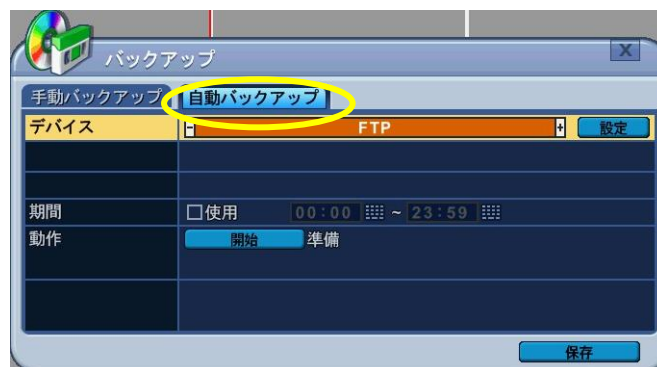 バックアップ
X
手動バックアップ 自動バックアップ
デバイス - FTP + 設定
期間 使用 00:00 ~ 23:59
動作 開始 準備
保存